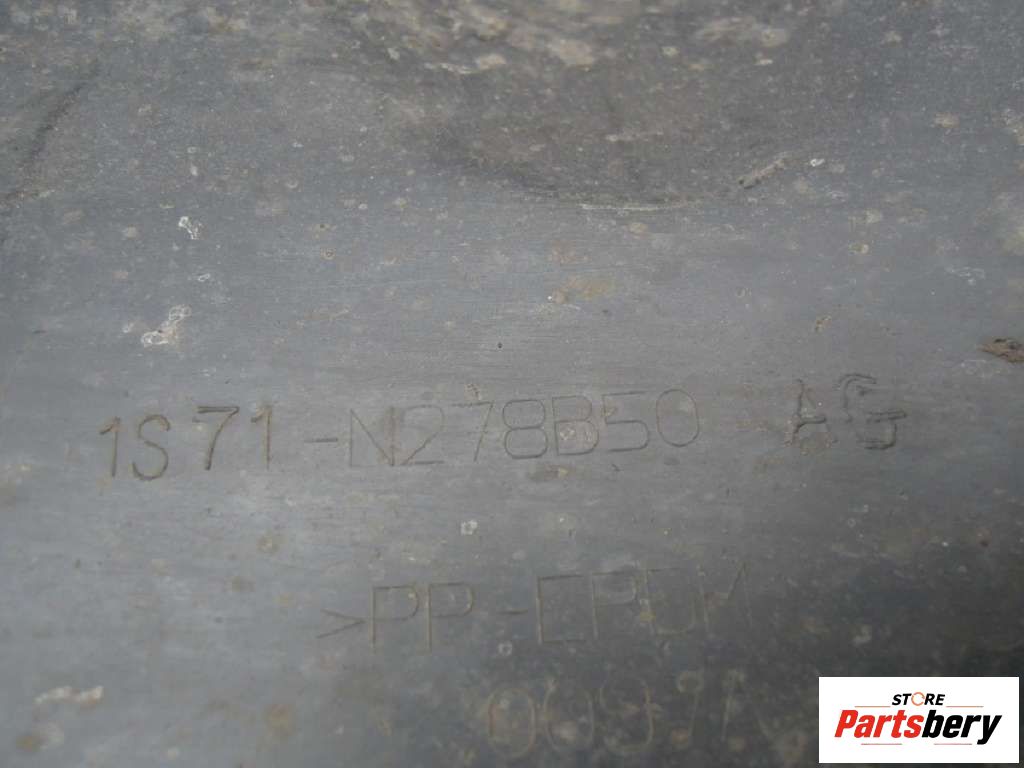 1S71-N278B50 AG
>PP-EPDM
STORE
Partsbery